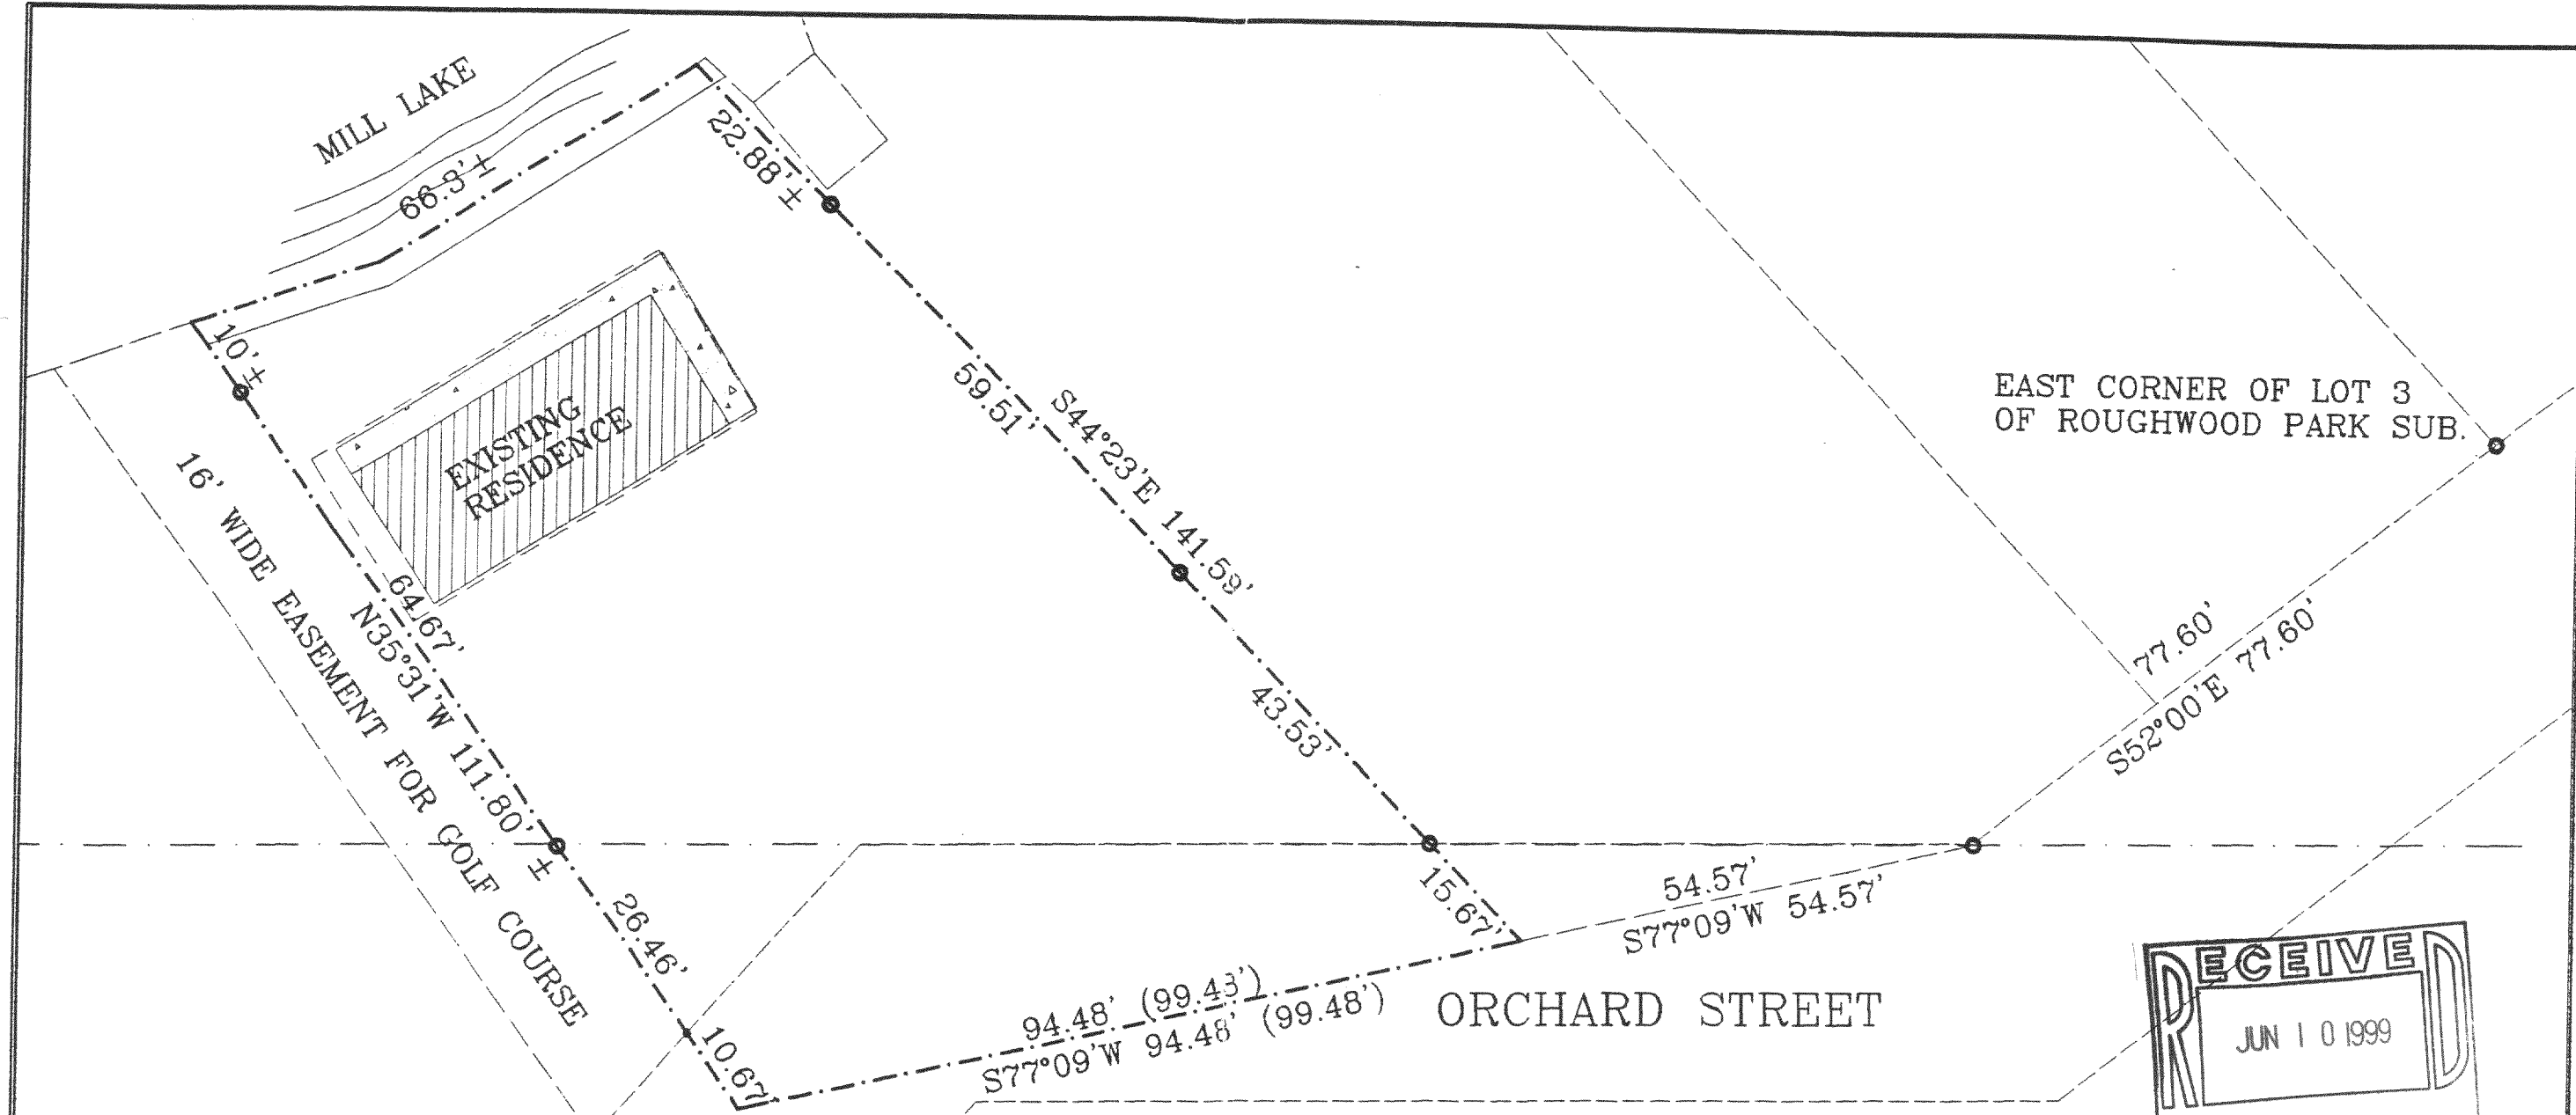 MILL LAKE
66.3'±
22.88'±
10'±
EXISTING
RESIDENCE
59.51'
S44°23'E 141.59'
EAST CORNER OF LOT 3
OF ROUGHWOOD PARK SUB.
16' WIDE EASEMENT FOR GOLF COURSE
64.67'
N35°31'W 111.80' ±
43.53'
77.60'
S52°00'E 77.60'
26.46'
15.67'
54.57'
S77°09'W 54.57'
10.67'
94.48' (99.48')
S77°09'W 94.48' (99.48')
ORCHARD STREET
RECEIVED
JUN 10 1999